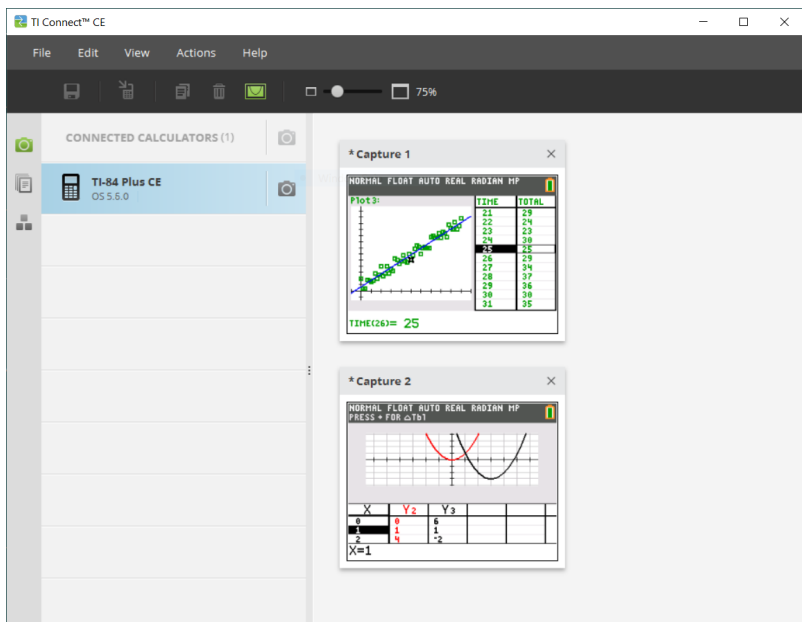 TI Connect™ CE
File Edit View Actions Help
75%
CONNECTED CALCULATORS (1)
TI-84 Plus CE
OS 5.6.0
*Capture 1
NORMAL FLOAT AUTO REAL RADIAN MP
Plot3:
TIME TOTAL
21 29
22 24
23 23
24 30
25 25
26 29
27 34
28 37
29 36
30 30
31 35
TIME(26)= 25
*Capture 2
NORMAL FLOAT AUTO REAL RADIAN MP
PRESS + FOR △Tbl
X Y2 Y3
0 0 6
1 1 1
2 4 -2
X=1